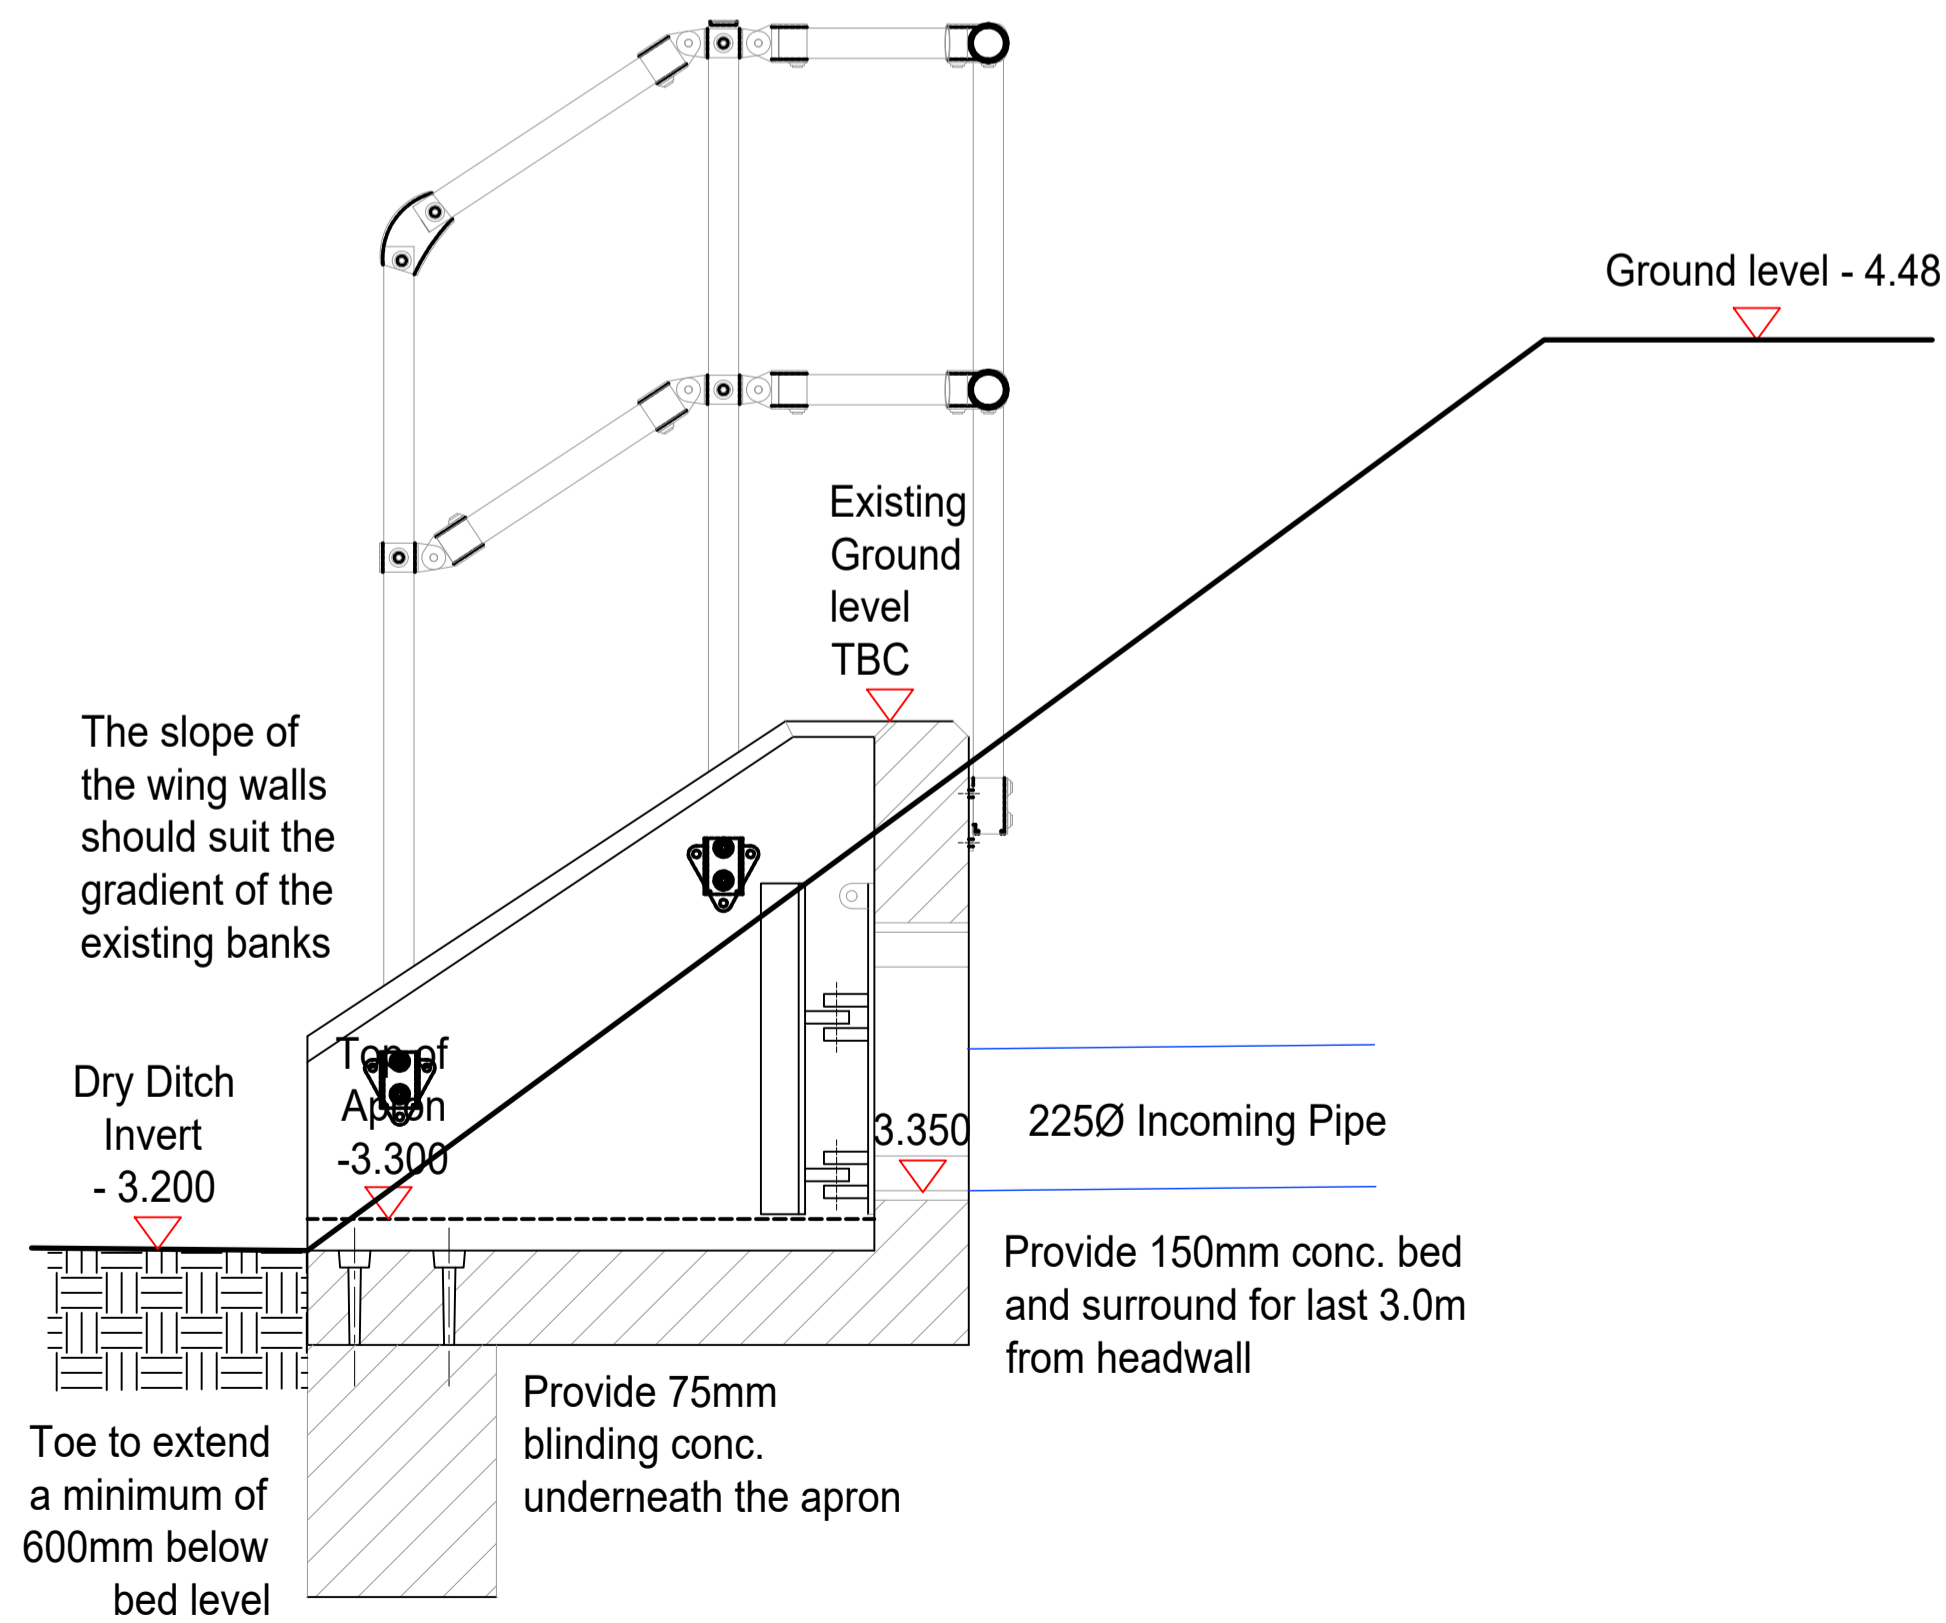 Ground level - 4.48
Existing
Ground
level
TBC
The slope of
the wing walls
should suit the
gradient of the
existing banks
Dry Ditch
Invert
- 3.200
Top of
Apron
-3.300
3.350
225Ø Incoming Pipe
Provide 150mm conc. bed
and surround for last 3.0m
from headwall
Provide 75mm
blinding conc.
underneath the apron
Toe to extend
a minimum of
600mm below
bed level